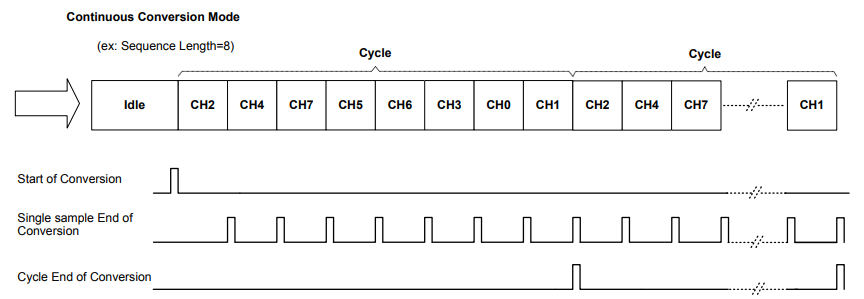 Continuous Conversion Mode
(ex: Sequence Length=8)
Cycle
Cycle
Idle CH2 CH4 CH7 CH5 CH6 CH3 CH0 CH1 CH2 CH4 CH7 CH1
Start of Conversion
Single sample End of
Conversion
Cycle End of Conversion